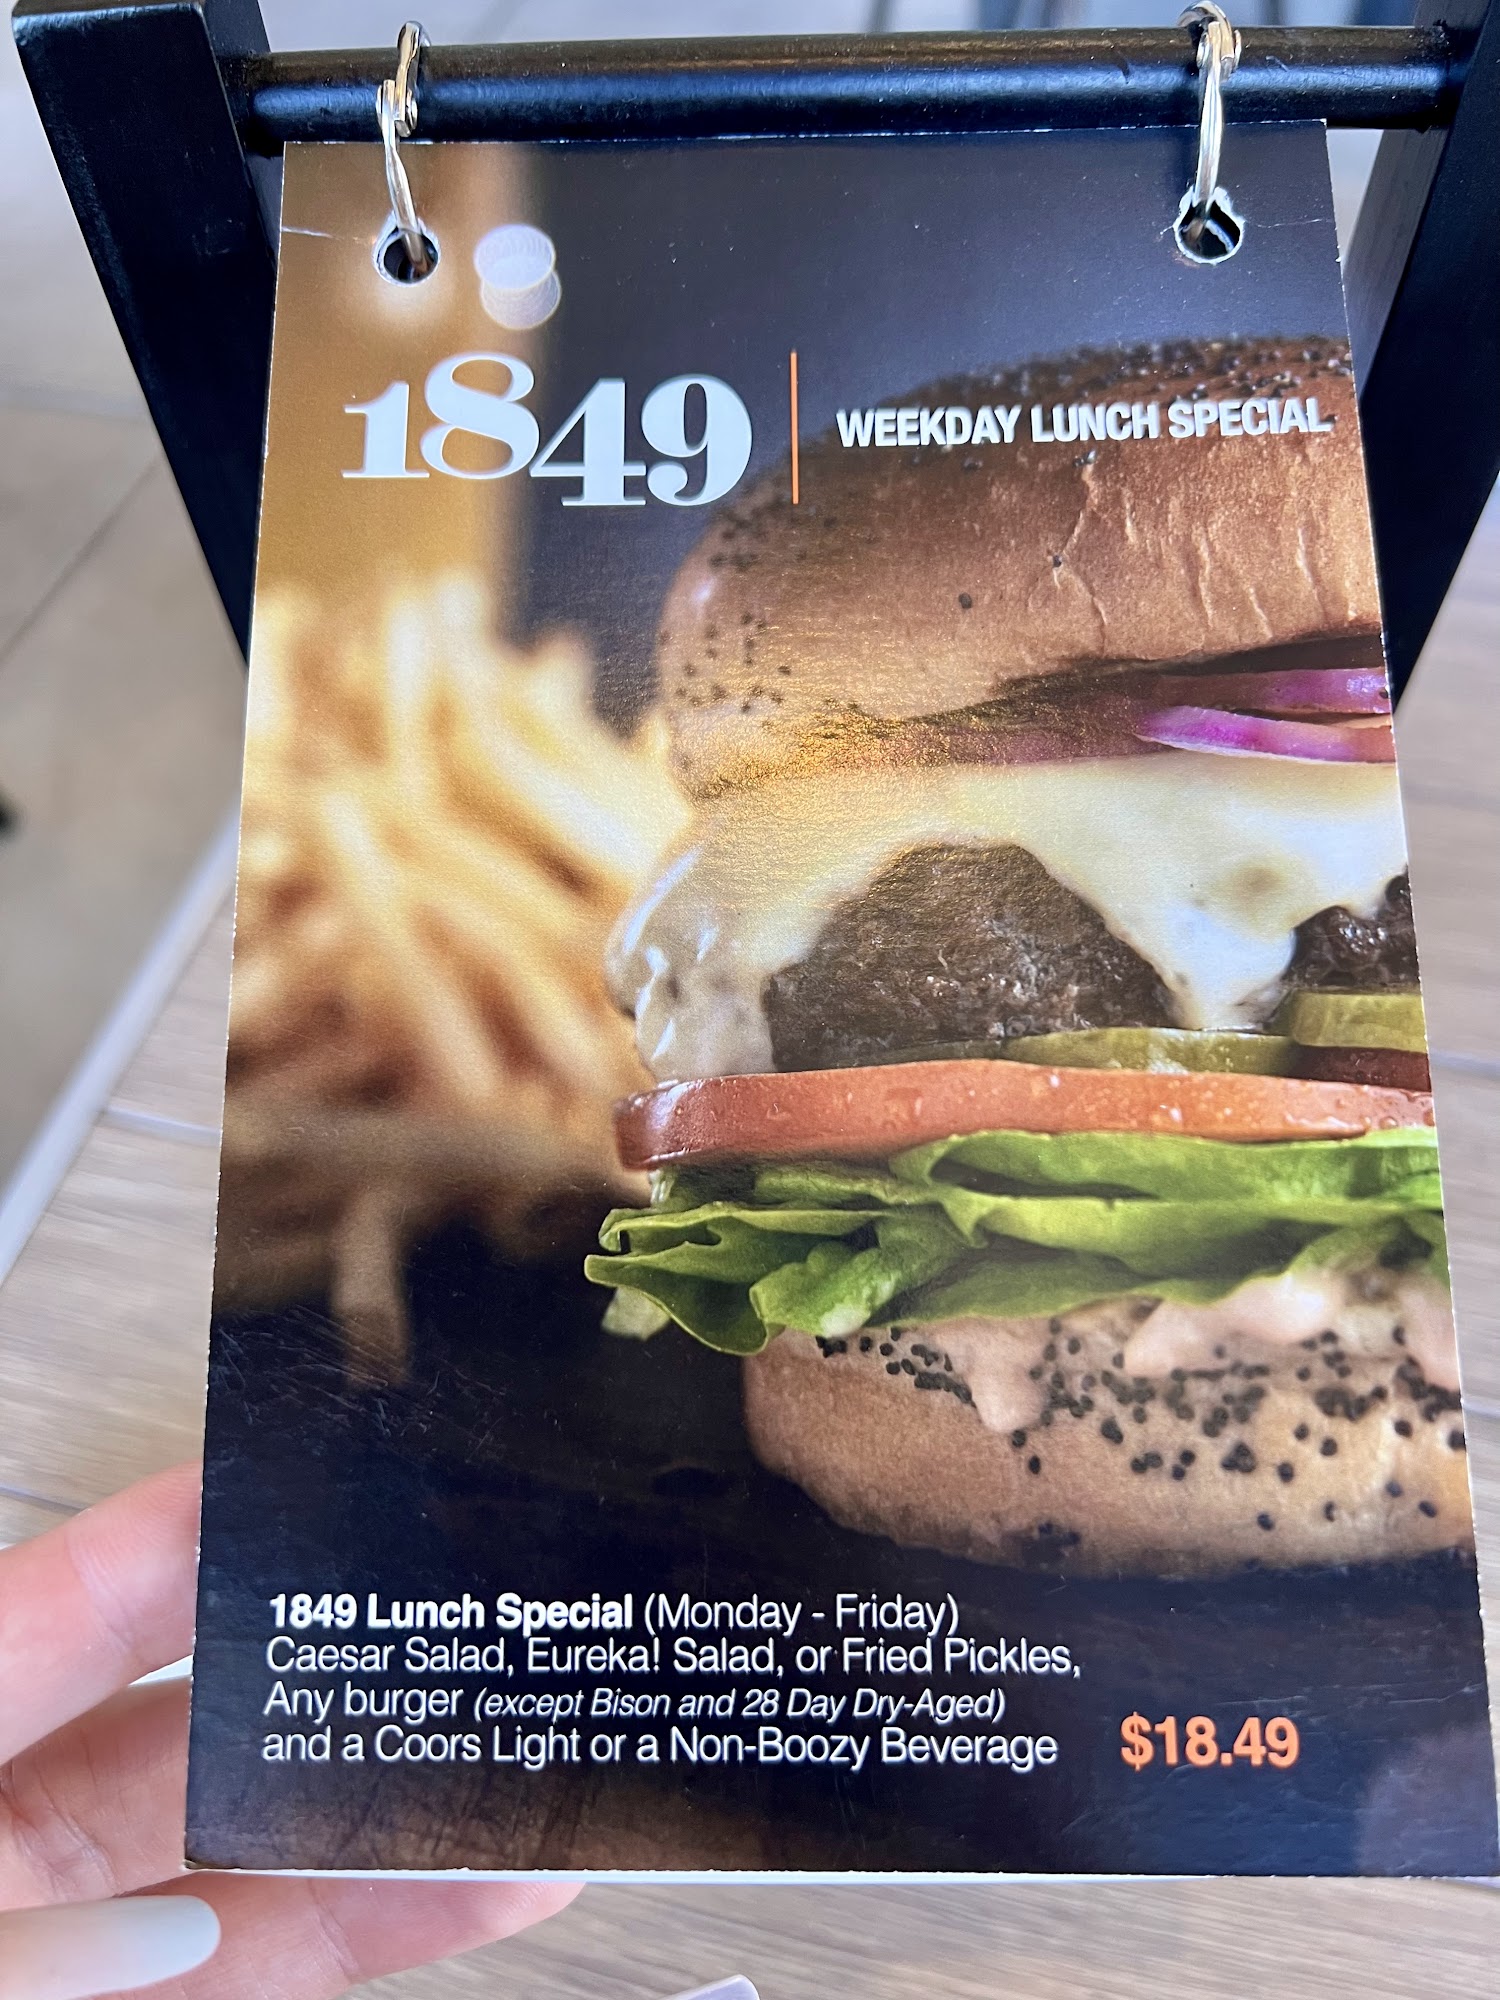 1849
WEEKDAY LUNCH SPECIAL
1849 Lunch Special (Monday - Friday)
Caesar Salad, Eureka! Salad, or Fried Pickles,
Any burger (except Bison and 28 Day Dry-Aged)
and a Coors Light or a Non-Boozy Beverage
$18.49